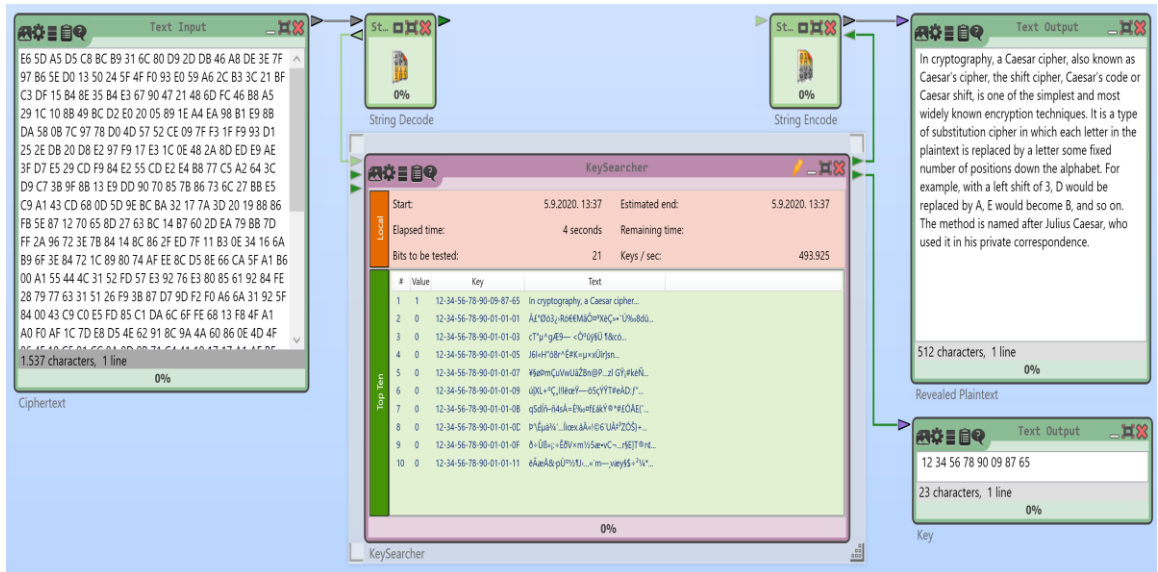 Text Input
E6 5D A5 D5 C8 BC B9 31 6C 80 D9 2D DB 46 A8 DE 3E 7F
97 B6 5E D0 13 50 24 5F 4F F0 93 E0 59 A6 2C B3 3C 21 BF
C3 DF 15 B4 8E 35 B4 E3 67 90 47 21 48 6D FC 46 B8 A5
29 1C 10 8B 49 BC D2 E0 20 05 89 1E A4 EA 98 B1 E9 8B
DA 58 0B 7C 97 78 D0 4D 57 52 CE 09 7F F3 1F F9 93 D1
25 2E DB 20 D8 E2 97 F9 17 E3 1C 0E 48 2A 8D ED E9 AE
3F D7 E5 29 CD F9 84 E2 55 CD E2 E4 B8 77 C5 A2 64 3C
D9 C7 3B 9F 8B 13 E9 DD 90 70 85 7B 86 73 6C 27 BB E5
C9 A1 43 CD 68 0D 5D 9E BC BA 32 17 7A 3D 20 19 88 86
FB 5E 87 12 70 65 8D 27 63 BC 14 B7 60 2D EA 79 BB 7D
FF 2A 96 72 3E 7B 84 14 8C 86 2F ED 7F 11 B3 0E 34 16 6A
B9 6F 3E 84 72 1C 89 80 74 AF EE 8C D5 8E 66 CA 5F A1 B6
00 A1 55 44 4C 31 52 FD 57 E3 92 76 E3 80 85 61 92 84 FE
28 79 77 63 31 51 26 F9 3B 87 D7 9D F2 F0 A6 6A 31 92 5F
84 00 43 C9 C0 E5 FD 85 C1 DA 6C 6F FE 68 13 F8 4F A1
A0 F0 AF 1C 7D E8 D5 4E 62 91 8C 9A 4A 60 86 0E 4D 4F
1.537 characters, 1 line
0%
Ciphertext
St...
0%
String Decode
St...
0%
String Encode
KeySearcher
Local
Start: 5.9.2020. 13:37 Estimated end: 5.9.2020. 13:37
Elapsed time: 4 seconds Remaining time:
Bits to be tested: 21 Keys / sec: 493.925
Top Ten
# Value Key Text
1 1 12-34-56-78-90-09-87-65 In cryptography, a Caesar cipher...
2 0 12-34-56-78-90-01-01-01
3 0 12-34-56-78-90-01-01-03
4 0 12-34-56-78-90-01-01-05
5 0 12-34-56-78-90-01-01-07
6 0 12-34-56-78-90-01-01-09
7 0 12-34-56-78-90-01-01-0B
8 0 12-34-56-78-90-01-01-0D
9 0 12-34-56-78-90-01-01-0F
10 0 12-34-56-78-90-01-01-11
0%
KeySearcher
Text Output
In cryptography, a Caesar cipher, also known as
Caesar's cipher, the shift cipher, Caesar's code or
Caesar shift, is one of the simplest and most
widely known encryption techniques. It is a type
of substitution cipher in which each letter in the
plaintext is replaced by a letter some fixed
number of positions down the alphabet. For
example, with a left shift of 3, D would be
replaced by A, E would become B, and so on.
The method is named after Julius Caesar, who
used it in his private correspondence.
512 characters, 1 line
0%
Revealed Plaintext
Text Output
12 34 56 78 90 09 87 65
23 characters, 1 line
0%
Key